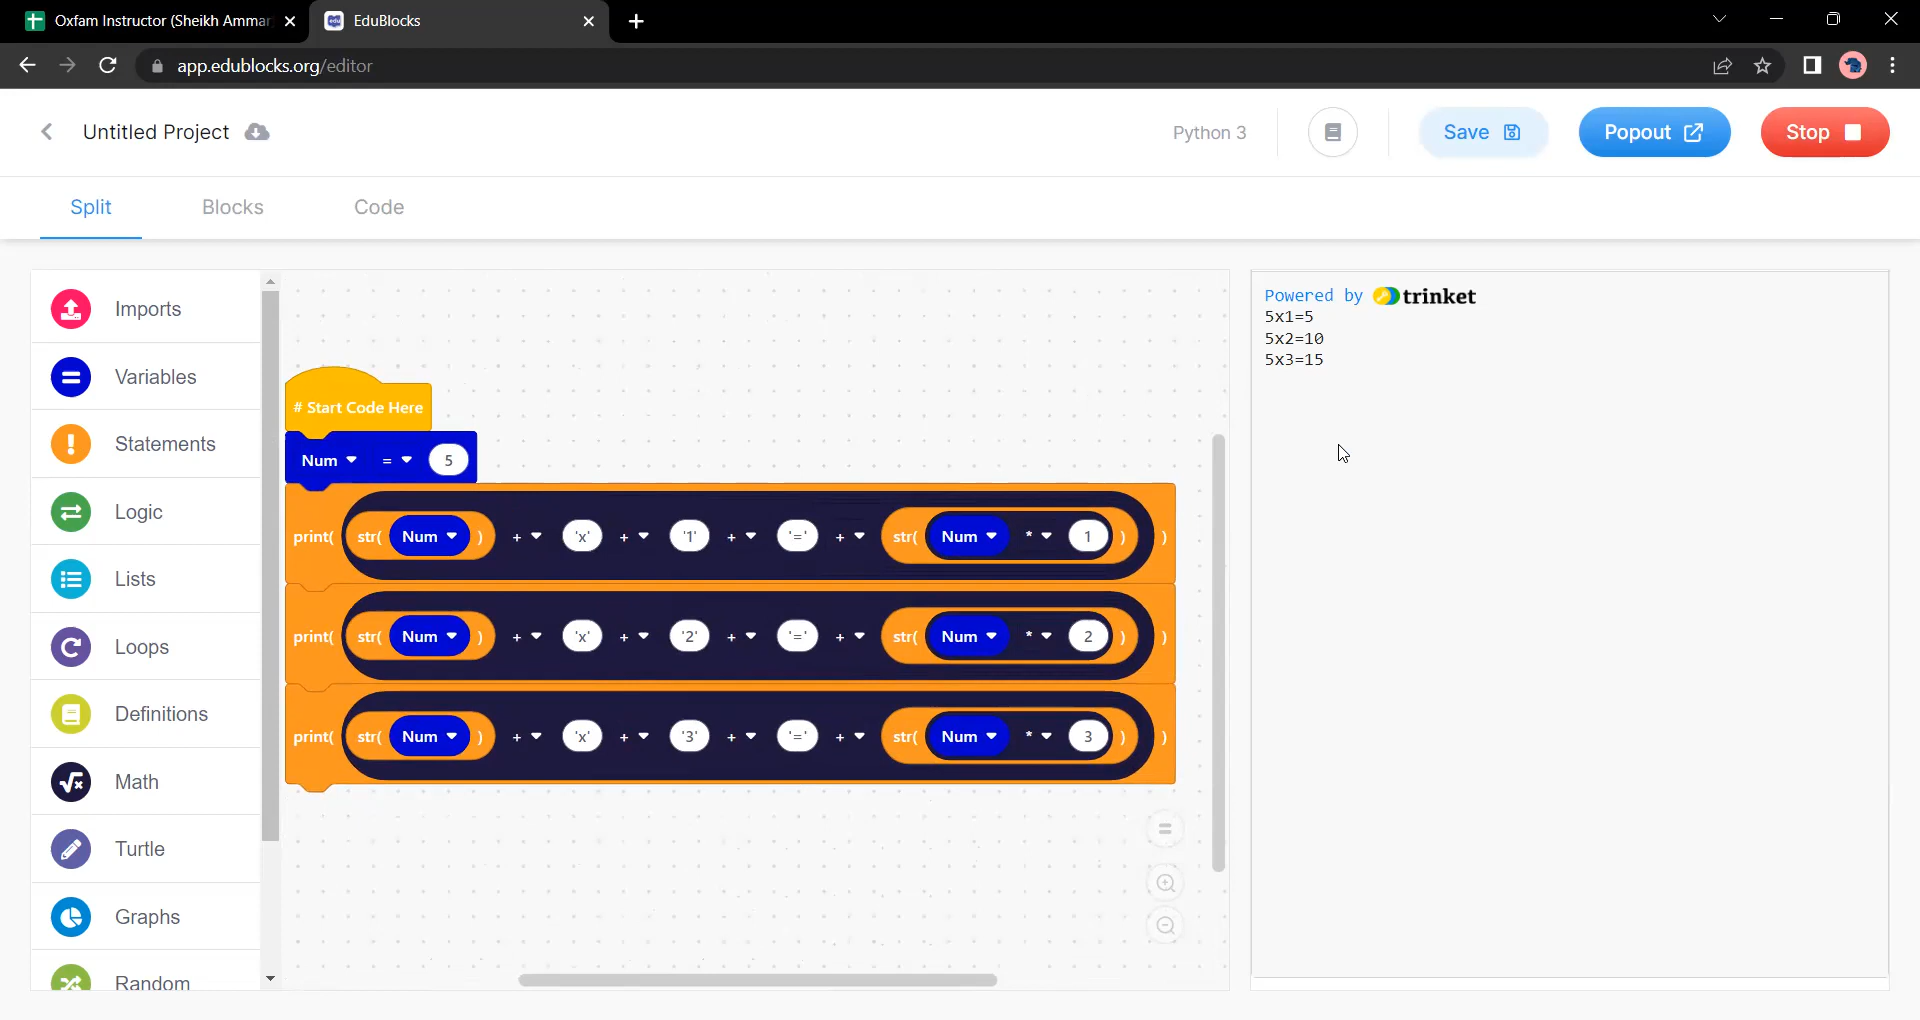 Oxfam Instructor (Sheikh Ammar
EduBlocks
app.edublocks.org/editor
Untitled Project
Python 3
Save
Popout
Stop
Split
Blocks
Code
Imports
Variables
Statements
Logic
Lists
Loops
Definitions
Math
Turtle
Graphs
Random
# Start Code Here
Num = 5
print( str( Num ) + 'x' + '1' + '=' + str( Num * 1 ) )
print( str( Num ) + 'x' + '2' + '=' + str( Num * 2 ) )
print( str( Num ) + 'x' + '3' + '=' + str( Num * 3 ) )
Powered by trinket
5x1=5
5x2=10
5x3=15